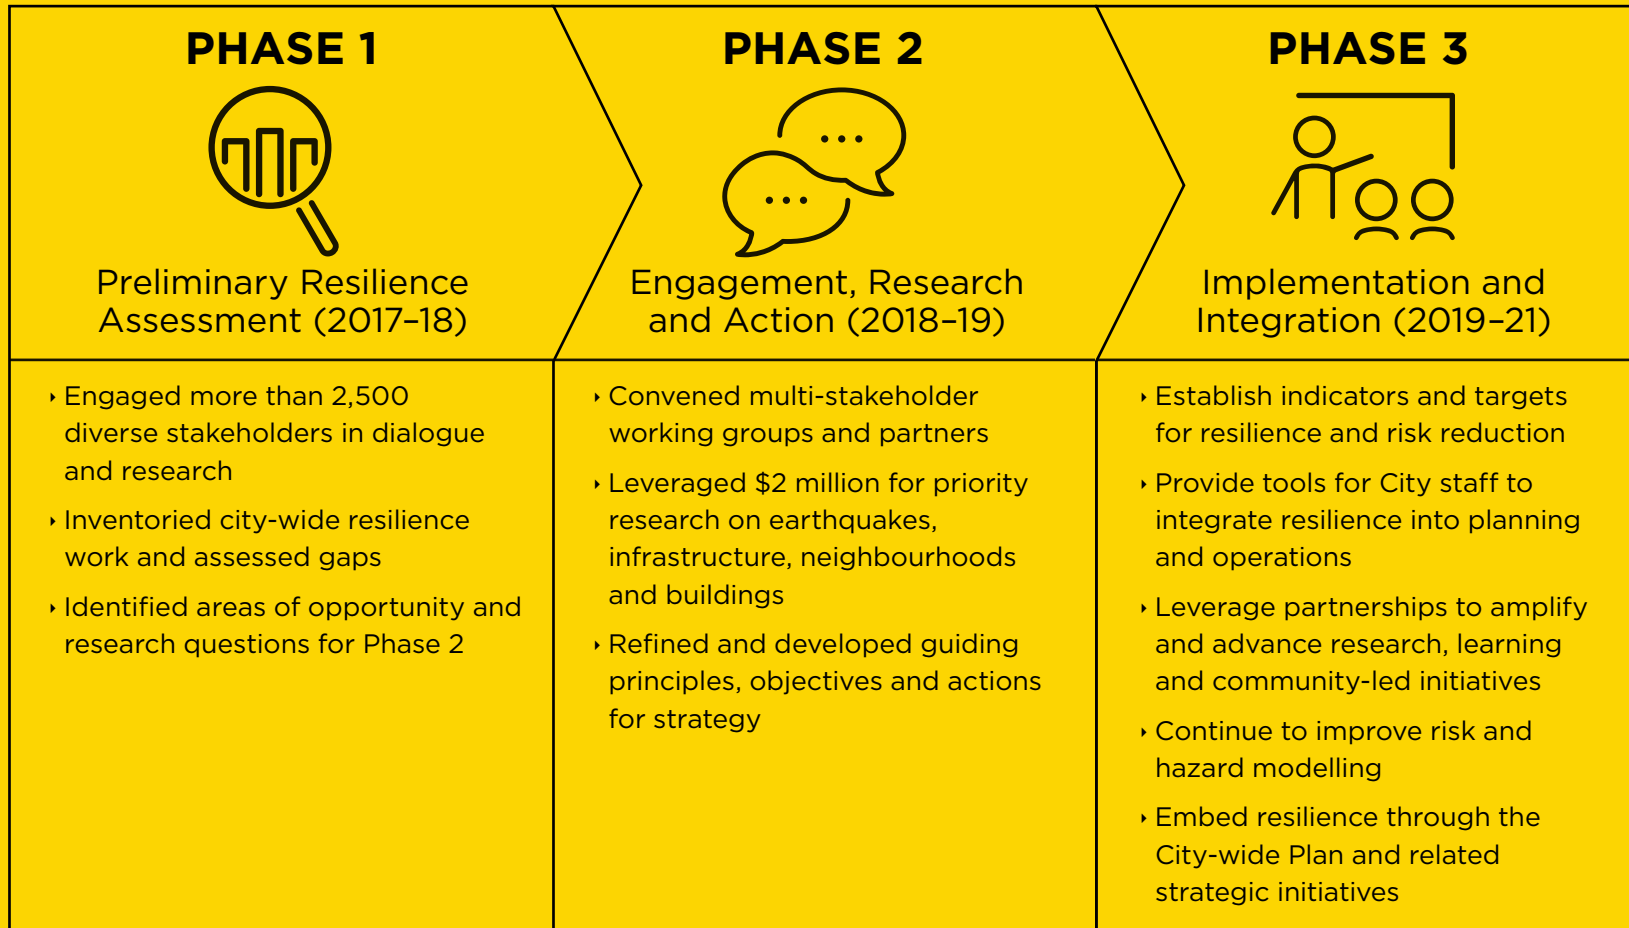 PHASE 1
Preliminary Resilience
Assessment (2017–18)
‣ Engaged more than 2,500
diverse stakeholders in dialogue
and research
‣ Inventoried city-wide resilience
work and assessed gaps
‣ Identified areas of opportunity and
research questions for Phase 2
PHASE 2
Engagement, Research
and Action (2018–19)
‣ Convened multi-stakeholder
working groups and partners
‣ Leveraged $2 million for priority
research on earthquakes,
infrastructure, neighbourhoods
and buildings
‣ Refined and developed guiding
principles, objectives and actions
for strategy
PHASE 3
Implementation and
Integration (2019–21)
‣ Establish indicators and targets
for resilience and risk reduction
‣ Provide tools for City staff to
integrate resilience into planning
and operations
‣ Leverage partnerships to amplify
and advance research, learning
and community-led initiatives
‣ Continue to improve risk and
hazard modelling
‣ Embed resilience through the
City-wide Plan and related
strategic initiatives